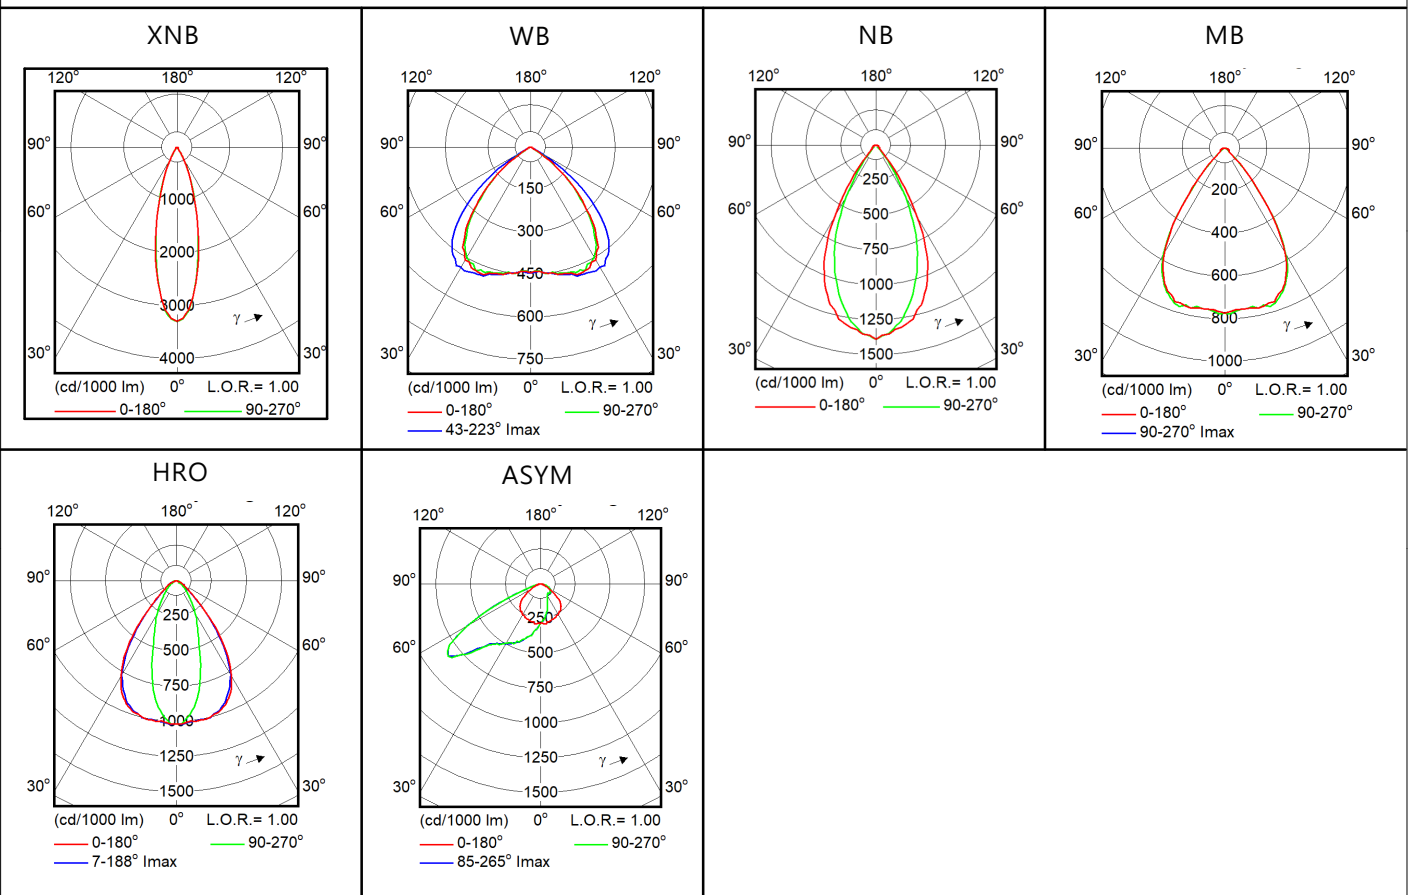 XNB
120° 180° 120°
90° 90°
1000
60° 60°
2000
3000
γ
30° 4000 30°
(cd/1000 lm) 0° L.O.R.= 1.00
0-180° 90-270°
WB
120° 180° 120°
90° 90°
150
60° 60°
300
450
600
γ
30° 750 30°
(cd/1000 lm) 0° L.O.R.= 1.00
0-180° 90-270°
43-223° Imax
NB
120° 180° 120°
90° 90°
250
60° 500 60°
750
1000
1250
γ
30° 1500 30°
(cd/1000 lm) 0° L.O.R.= 1.00
0-180° 90-270°
MB
120° 180° 120°
90° 90°
200
60° 60°
400
600
800
γ
30° 1000 30°
(cd/1000 lm) 0° L.O.R.= 1.00
0-180° 90-270°
90-270° Imax
HRO
120° 180° 120°
90° 90°
250
60° 500 60°
750
1000
1250
γ
30° 1500 30°
(cd/1000 lm) 0° L.O.R.= 1.00
0-180° 90-270°
7-188° Imax
ASYM
120° 180° 120°
90° 90°
250
60° 500 60°
750
1000
1250
γ
30° 1500 30°
(cd/1000 lm) 0° L.O.R.= 1.00
0-180° 90-270°
85-265° Imax